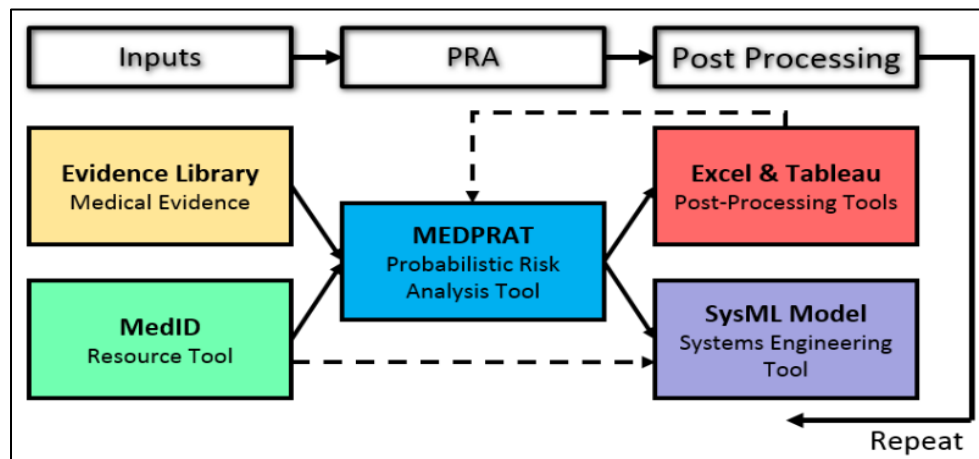 Inputs
PRA
Post Processing
Evidence Library
Medical Evidence
MEDPRAT
Probabilistic Risk
Analysis Tool
Excel & Tableau
Post-Processing Tools
MedID
Resource Tool
SysML Model
Systems Engineering
Tool
Repeat